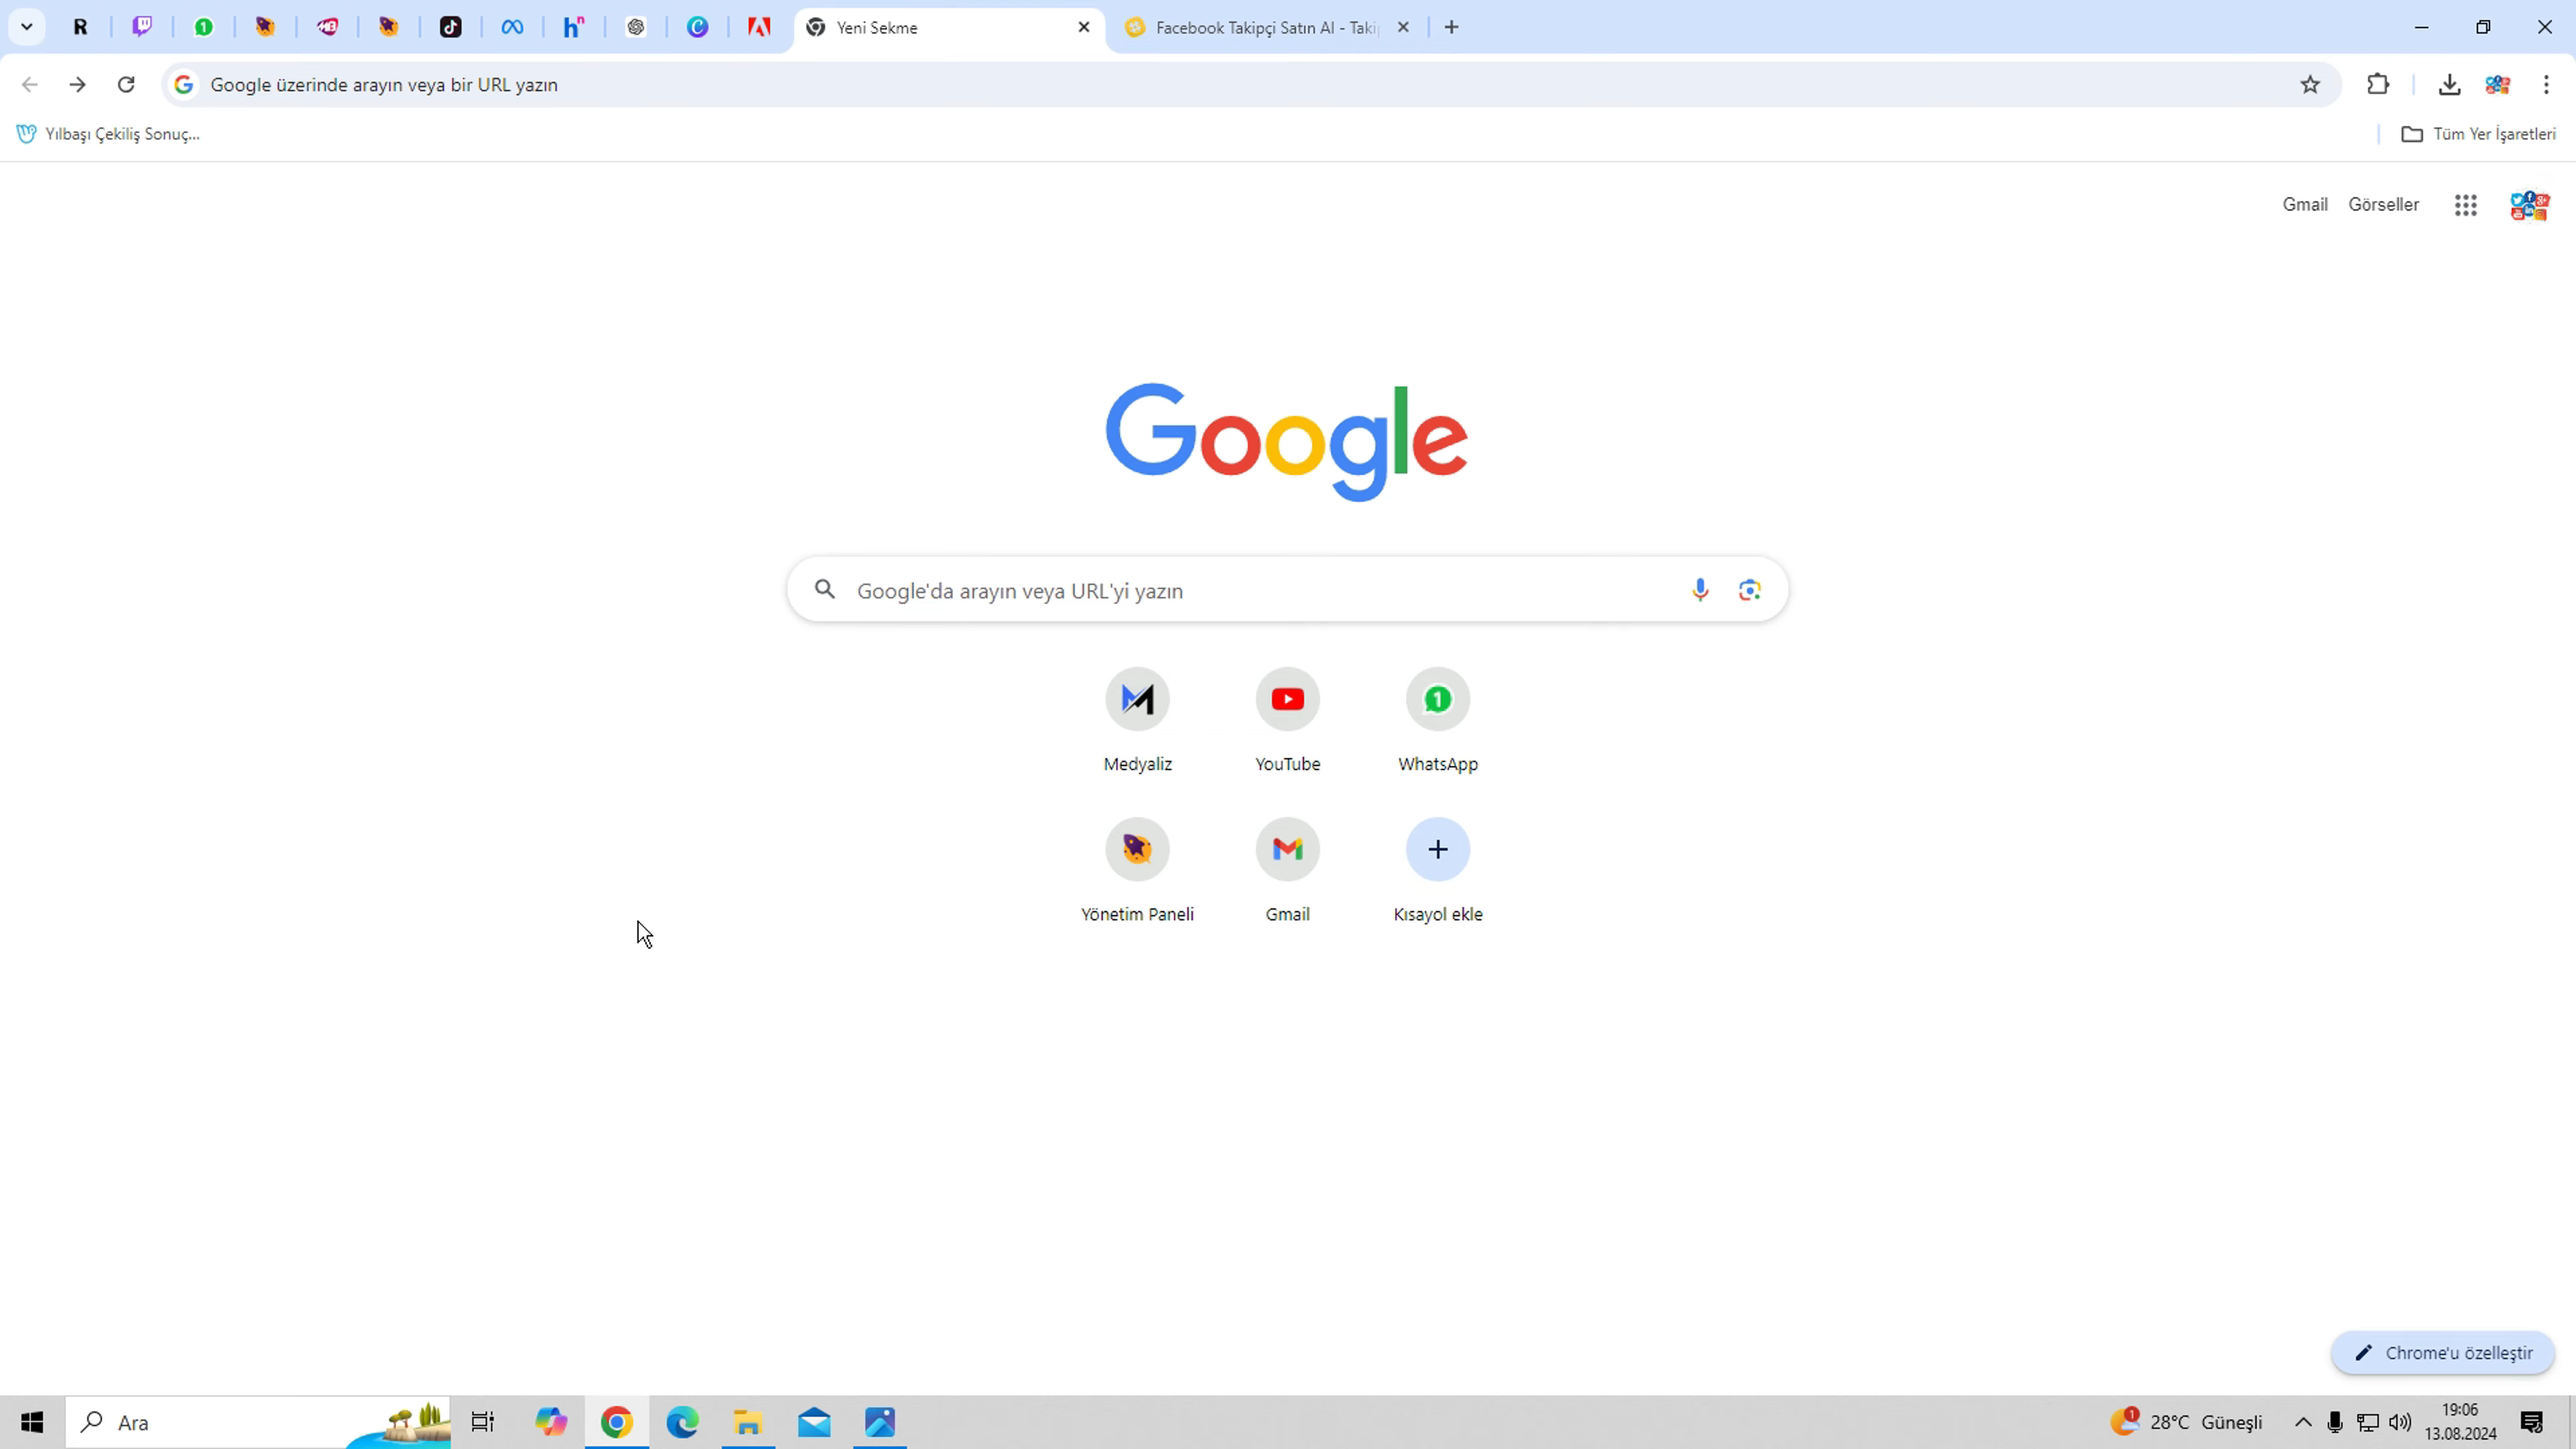 Yeni Sekme
Facebook Takipçi Satın Al - Taki
Google üzerinde arayın veya bir URL yazın
Yılbaşı Çekiliş Sonuç...
Tüm Yer İşaretleri
Gmail
Görseller
Google
Google'da arayın veya URL'yi yazın
Medyaliz
YouTube
WhatsApp
Yönetim Paneli
Gmail
Kısayol ekle
Chrome'u özelleştir
Ara
28°C Güneşli
19:06
13.08.2024